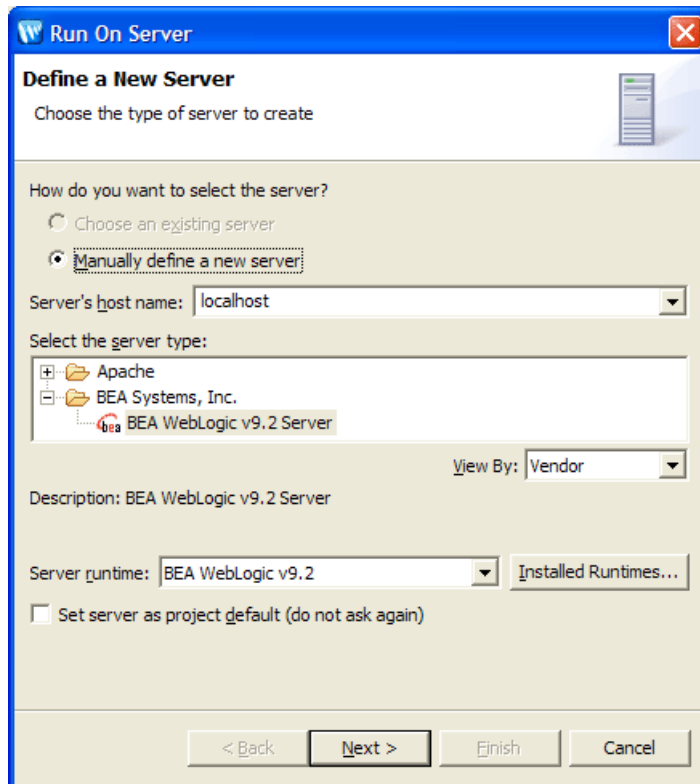 Run On Server
Define a New Server
Choose the type of server to create
How do you want to select the server?
Choose an existing server
Manually define a new server
Server's host name: localhost
Select the server type:
Apache
BEA Systems, Inc.
bea BEA WebLogic v9.2 Server
View By: Vendor
Description: BEA WebLogic v9.2 Server
Server runtime: BEA WebLogic v9.2 Installed Runtimes...
Set server as project default (do not ask again)
< Back Next > Finish Cancel